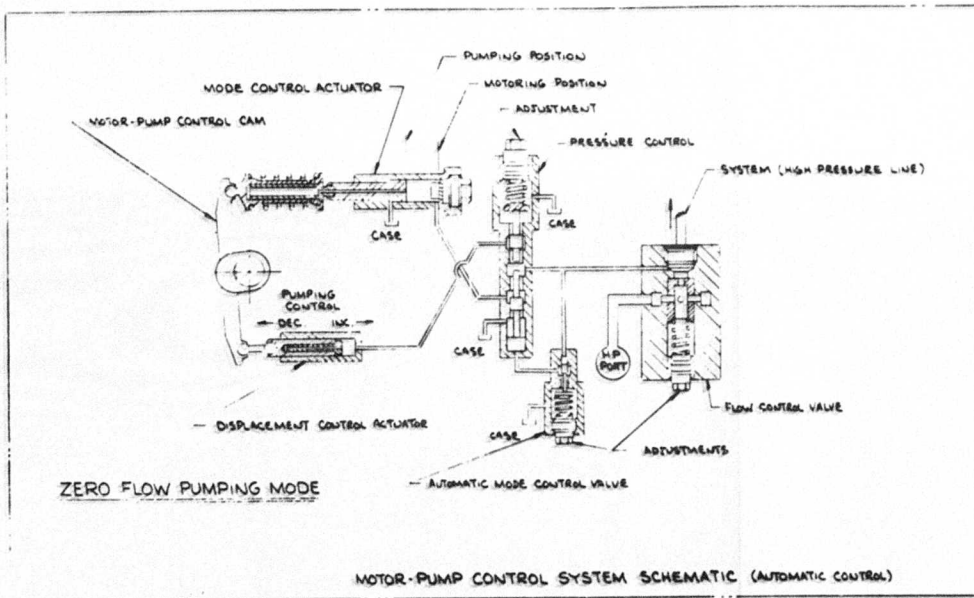 PUMPING POSITION
MODE CONTROL ACTUATOR
MOTORING POSITION
ADJUSTMENT
MOTOR-PUMP CONTROL CAM
PRESSURE CONTROL
SYSTEM (HIGH PRESSURE LINE)
CASE
CASE
PUMPING
CONTROL
DEC. INC.
CASE
H.P.
PORT
FLOW CONTROL VALVE
DISPLACEMENT CONTROL ACTUATOR
CASE
ADJUSTMENTS
ZERO FLOW PUMPING MODE
AUTOMATIC MODE CONTROL VALVE
MOTOR-PUMP CONTROL SYSTEM SCHEMATIC (AUTOMATIC CONTROL)